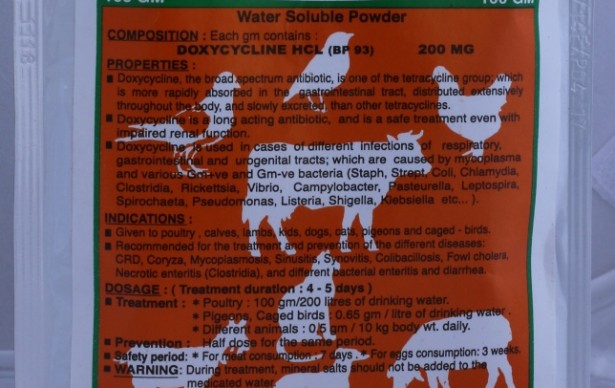 Water Soluble Powder
COMPOSITION : Each gm contains :
DOXYCYCLINE HCL (BP 93) 200 MG
PROPERTIES :
■ Doxycycline, the broad spectrum antibiotic, is one of the tetracycline group; which
is more rapidly absorbed in the gastrointestinal tract, distributed extensively
throughout the body, and slowly excreted, than other tetracyclines.
■ Doxycycline is a long acting antibiotic, and is a safe treatment even with
impaired renal function.
■ Doxycycline is used in cases of different infections of respiratory,
gastrointestinal and urogenital tracts; which are caused by mycoplasma
and various Gm+ve and Gm-ve bacteria (Staph, Strept, Coli, Chlamydia,
Clostridia, Rickettsia, Vibrio, Campylobacter, Pasteurella, Leptospira,
Spirochaeta, Pseudomonas, Listeria, Shigella, Klebsiella etc... ).
INDICATIONS :
■ Given to poultry , calves, lambs, kids, dogs, cats, pigeons and caged - birds.
■ Recommended for the treatment and prevention of the different diseases:
CRD, Coryza, Mycoplasmosis, Sinusitis, Synovitis, Colibacillosis, Fowl cholera,
Necrotic enteritis (Clostridia), and different bacterial enteritis and diarrhea.
DOSAGE : ( Treatment duration : 4 - 5 days )
■ Treatment : * Poultry : 100 gm/200 litres of drinking water.
* Pigeons, Caged birds : 0.65 gm / litre of drinking water .
* Different animals : 0.5 gm / 10 kg body wt. daily.
■ Prevention : Half dose for the same period.
■ Safety period: * For meat consumption : 7 days . * For eggs consumption: 3 weeks.
■ WARNING: During treatment, mineral salts should not be added to the
medicated water.